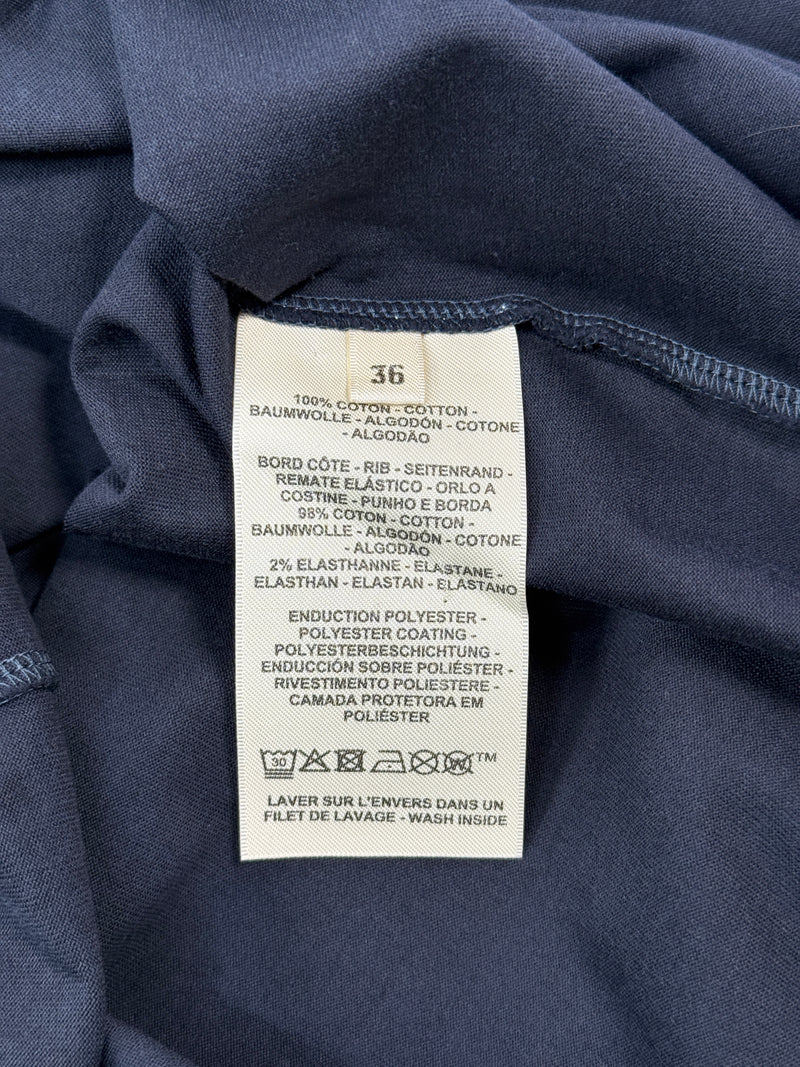 36
100% COTON - COTTON -
BAUMWOLLE - ALGODÓN - COTONE
- ALGODÃO
BORD CÔTE - RIB - SEITENRAND -
REMATE ELÁSTICO - ORLO A
COSTINE - PUNHO E BORDA
98% COTON - COTTON -
BAUMWOLLE - ALGODÓN - COTONE
- ALGODÃO
2% ELASTHANNE - ELASTANE -
ELASTHAN - ELASTAN - ELASTANO
ENDUCTION POLYESTER -
POLYESTER COATING -
POLYESTERBESCHICHTUNG -
ENDUCCIÓN SOBRE POLIÉSTER -
RIVESTIMENTO POLIESTERE -
CAMADA PROTETORA EM
POLIÉSTER
30 W TM
LAVER SUR L'ENVERS DANS UN
FILET DE LAVAGE - WASH INSIDE